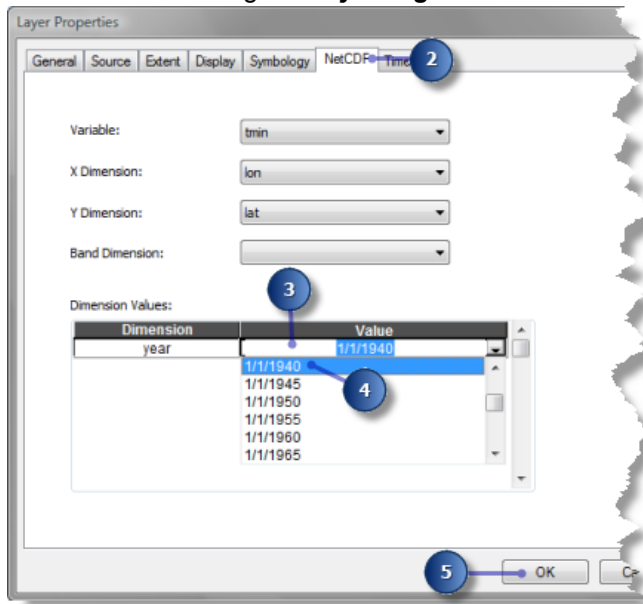 Layer Properties
General Source Extent Display Symbology NetCDF Time 2
Variable: tmin
X Dimension: lon
Y Dimension: lat
Band Dimension:
3
Dimension Values:
Dimension Value
year 1/1/1940
1/1/1940
4
1/1/1945
1/1/1950
1/1/1955
1/1/1960
1/1/1965
5 OK Ca